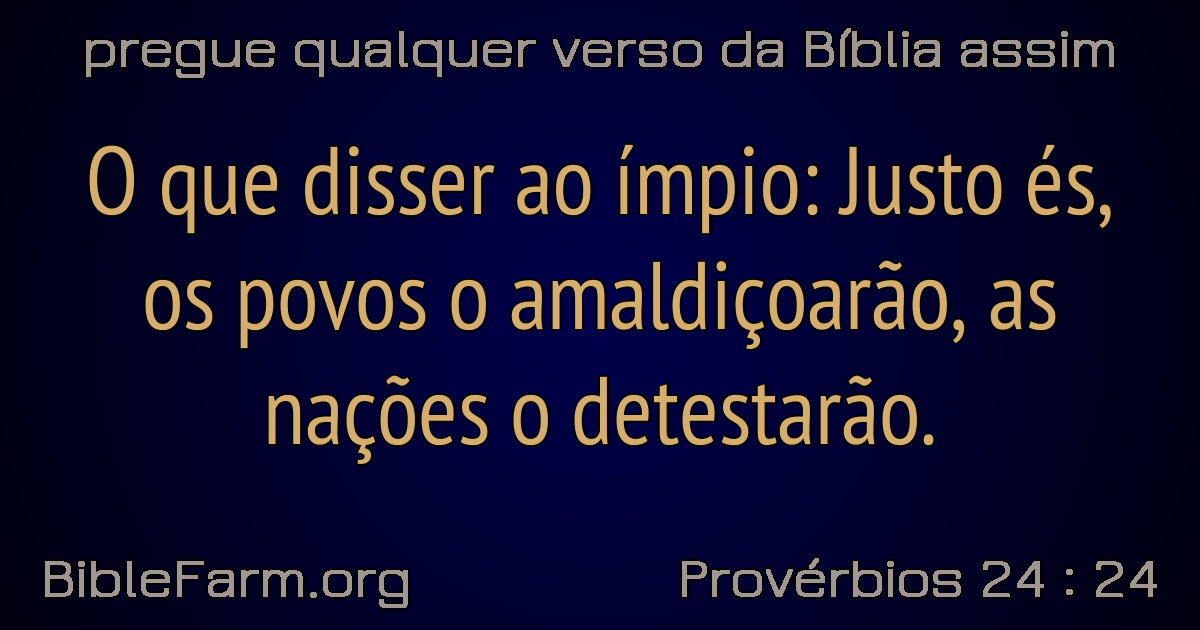 pregue qualquer verso da Bíblia assim
O que disser ao ímpio: Justo és,
os povos o amaldiçoarão, as
nações o detestarão.
BibleFarm.org
Provérbios 24 : 24